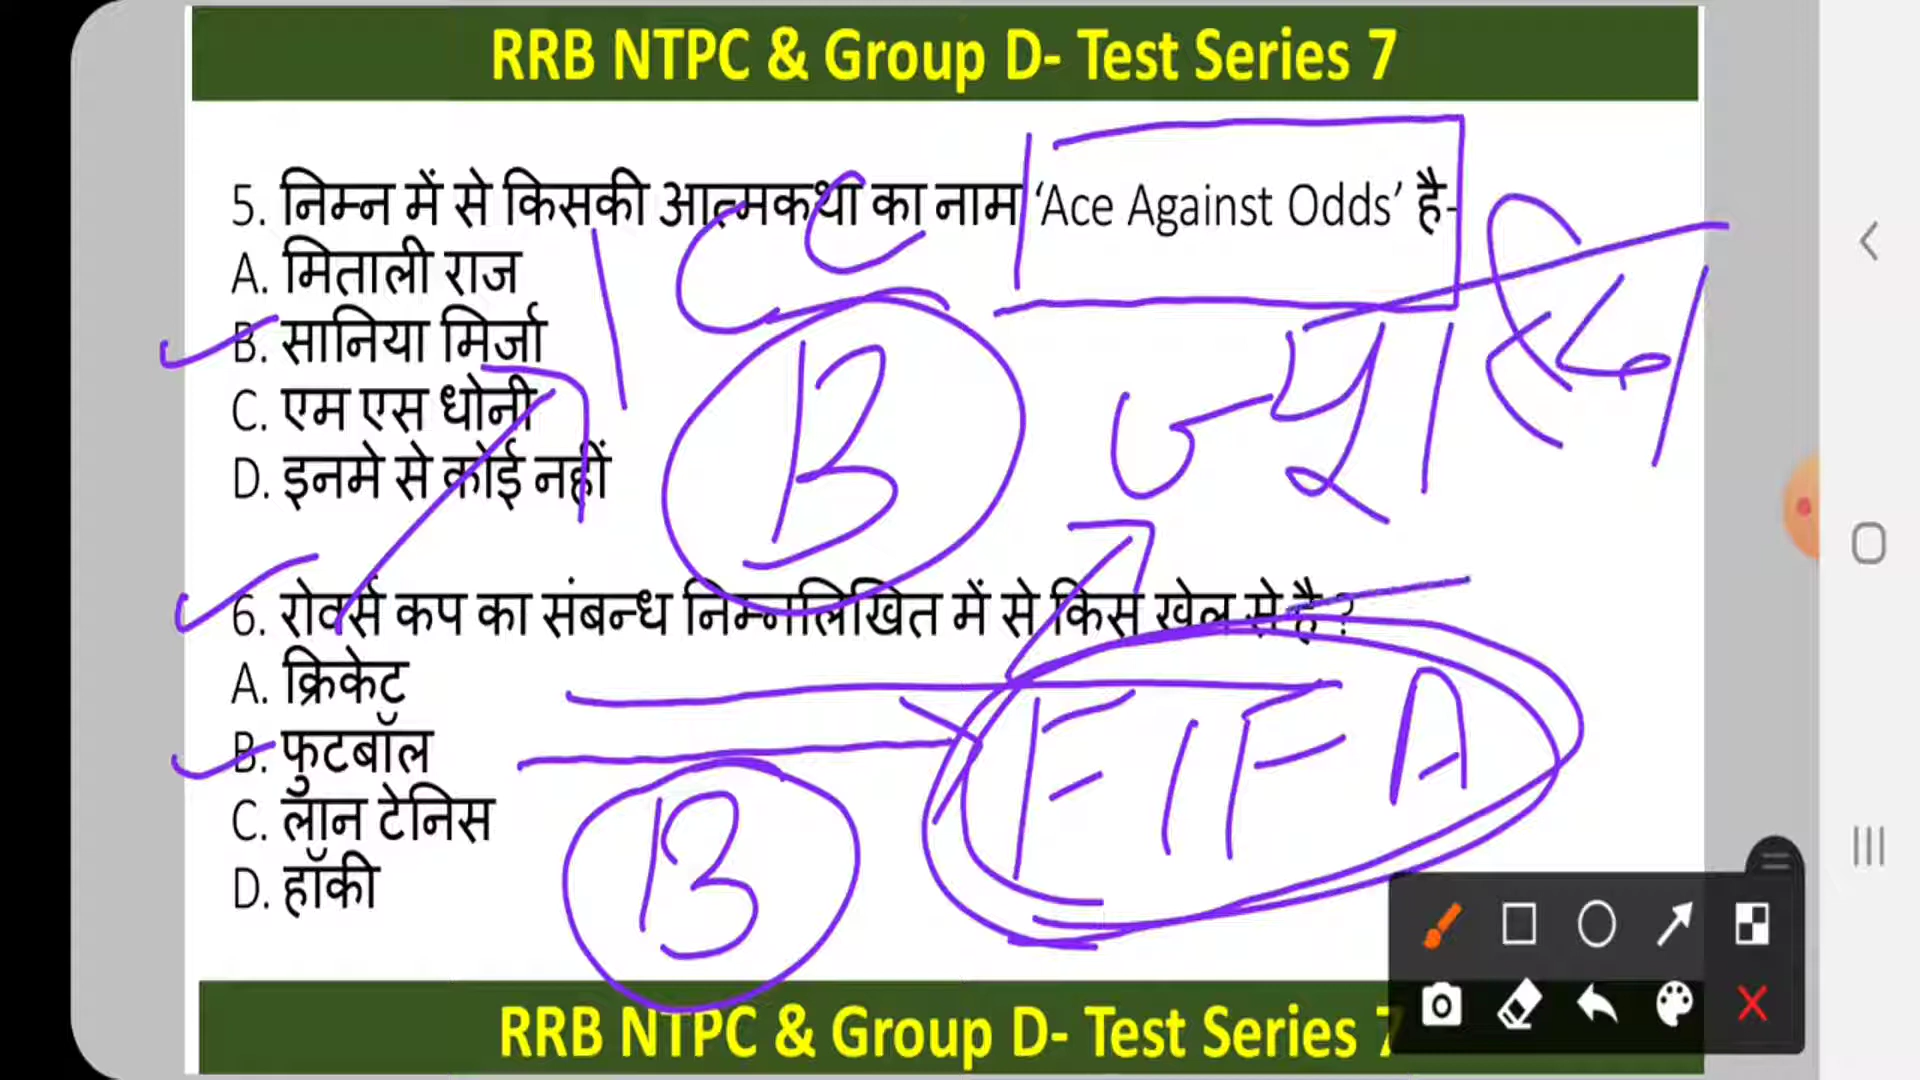 RRB NTPC & Group D- Test Series 7
5. निम्न में से किसकी आत्मकथा का नाम ‘Ace Against Odds’ है-
CC
A. मिताली राज
B. सानिया मिर्जा
C. एम एस धोनी
D. इनमे से कोई नहीं
B
6. रोवर्स कप का संबन्ध निम्नलिखित में से किस खेल से है ?
A. क्रिकेट
B. फुटबॉल
C. लॉन टेनिस
D. हॉकी
B
FIFA
RRB NTPC & Group D- Test Series 7